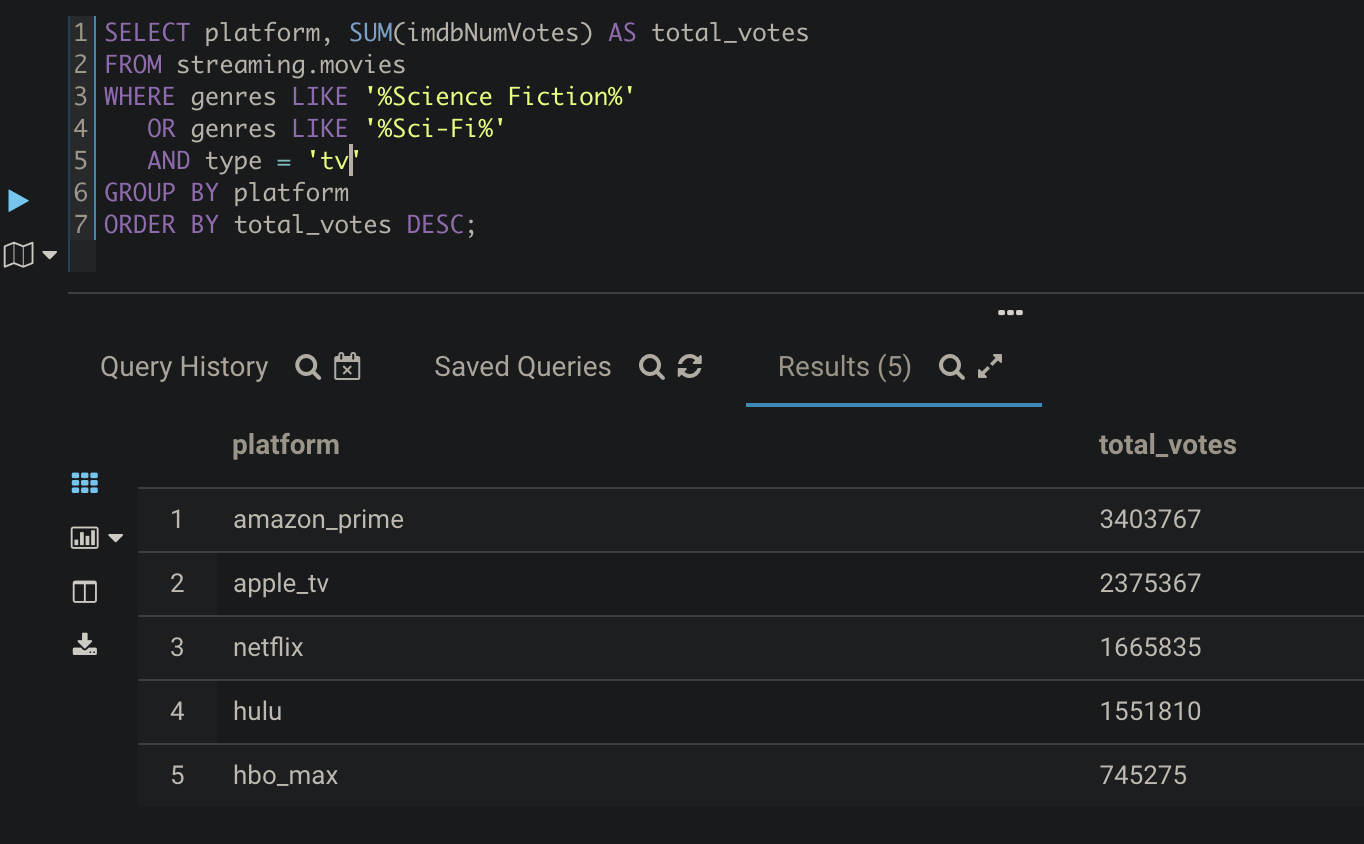 1 SELECT platform, SUM(imdbNumVotes) AS total_votes
2 FROM streaming.movies
3 WHERE genres LIKE '%Science Fiction%'
4 OR genres LIKE '%Sci-Fi%'
5 AND type = 'tv'
6 GROUP BY platform
7 ORDER BY total_votes DESC;
Query History Saved Queries Results (5)
platform total_votes
1 amazon_prime 3403767
2 apple_tv 2375367
3 netflix 1665835
4 hulu 1551810
5 hbo_max 745275